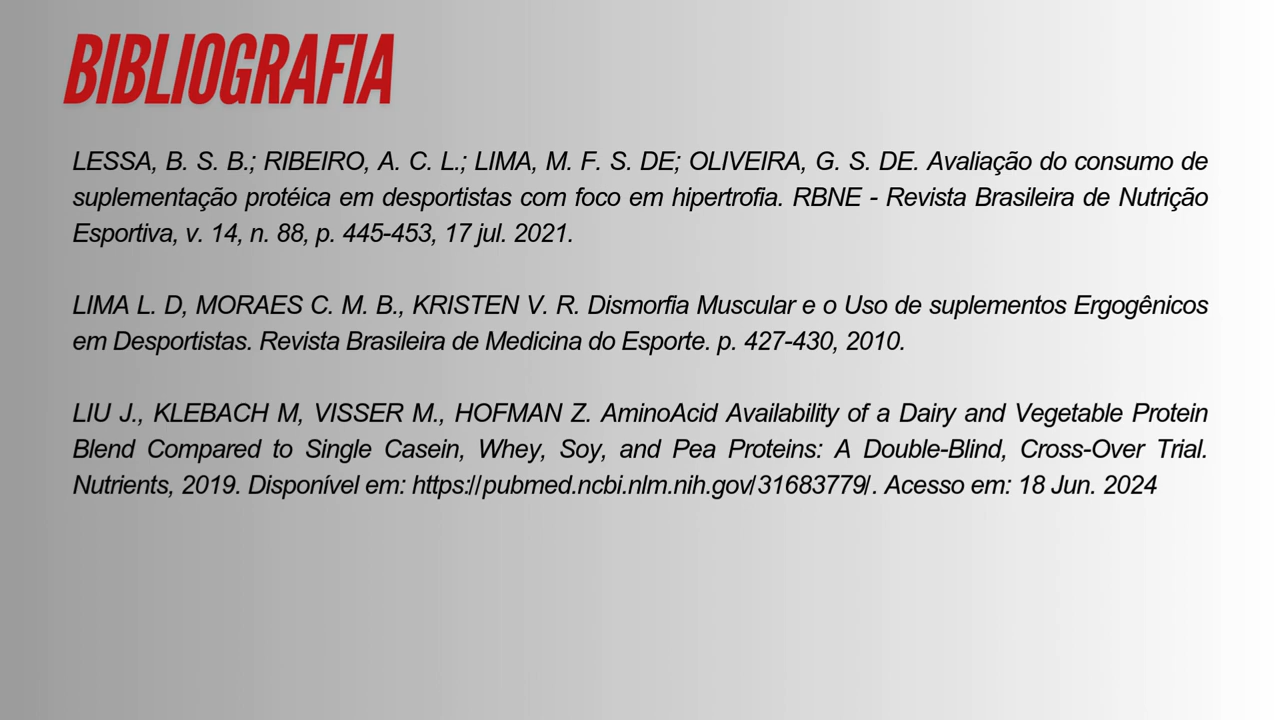 BIBLIOGRAFIA
LESSA, B. S. B.; RIBEIRO, A. C. L.; LIMA, M. F. S. DE; OLIVEIRA, G. S. DE. Avaliação do consumo de
suplementação protéica em desportistas com foco em hipertrofia. RBNE - Revista Brasileira de Nutrição
Esportiva, v. 14, n. 88, p. 445-453, 17 jul. 2021.
LIMA L. D, MORAES C. M. B., KRISTEN V. R. Dismorfia Muscular e o Uso de suplementos Ergogênicos
em Desportistas. Revista Brasileira de Medicina do Esporte. p. 427-430, 2010.
LIU J., KLEBACH M, VISSER M., HOFMAN Z. AminoAcid Availability of a Dairy and Vegetable Protein
Blend Compared to Single Casein, Whey, Soy, and Pea Proteins: A Double-Blind, Cross-Over Trial.
Nutrients, 2019. Disponível em: https://pubmed.ncbi.nlm.nih.gov/31683779/. Acesso em: 18 Jun. 2024